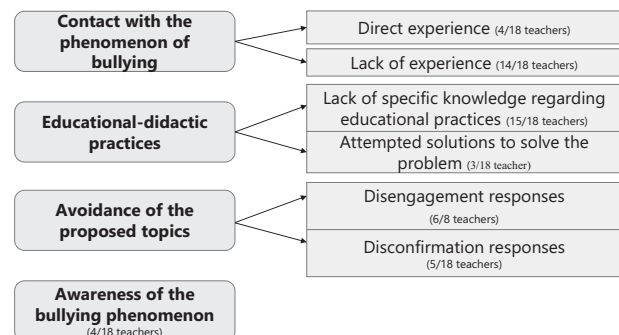 Contact with the
phenomenon of
bullying
Direct experience (4/18 teachers)
Lack of experience (14/18 teachers)
Educational-didactic
practices
Lack of specific knowledge regarding
educational practices (15/18 teachers)
Attempted solutions to solve the
problem (3/18 teacher)
Avoidance of the
proposed topics
Disengagement responses
(6/8 teachers)
Disconfirmation responses
(5/18 teachers)
Awareness of the
bullying phenomenon
(4/18 teachers)